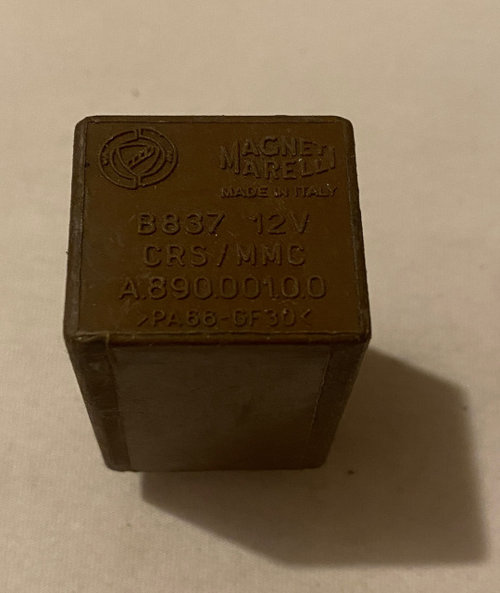 MAGNETI
MARELLI
MADE IN ITALY
B837 12V
CRS/MMC
A.890.001.0.0
>PA66-GF30<